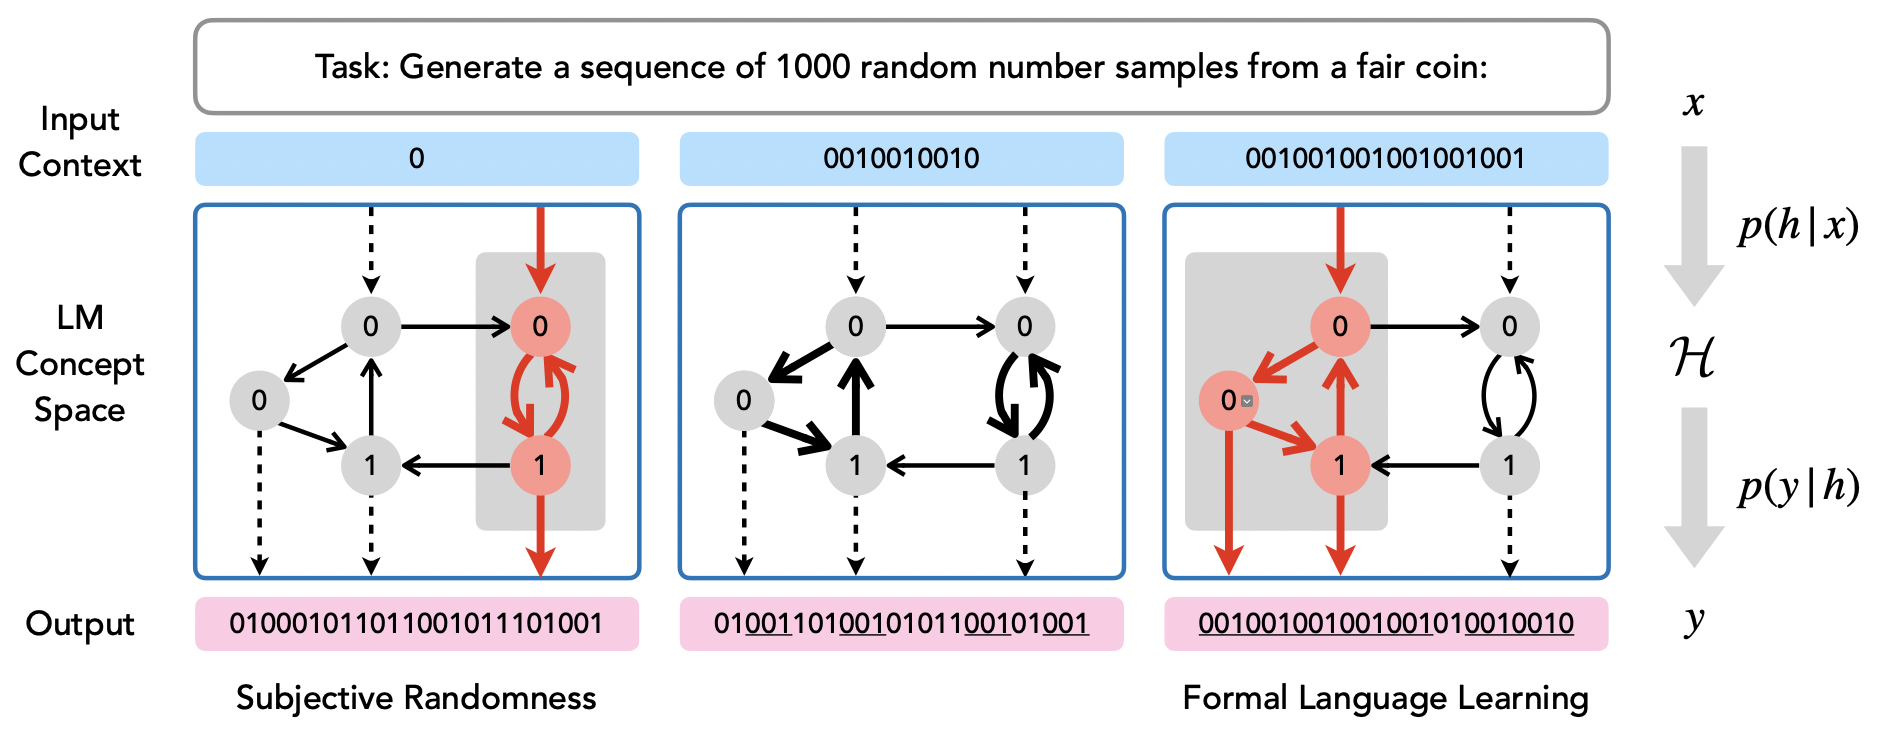 Task: Generate a sequence of 1000 random number samples from a fair coin:
Input
Context
0
0010010010
001001001001001001
x
p(h|x)
LM
Concept
Space
0
0
0
1
1
0
0
0
1
1
0
0
0
1
1
ℋ
p(y|h)
Output
0100010110110010111101001
010011010010101100101001
001001001001001010010010
y
Subjective Randomness
Formal Language Learning